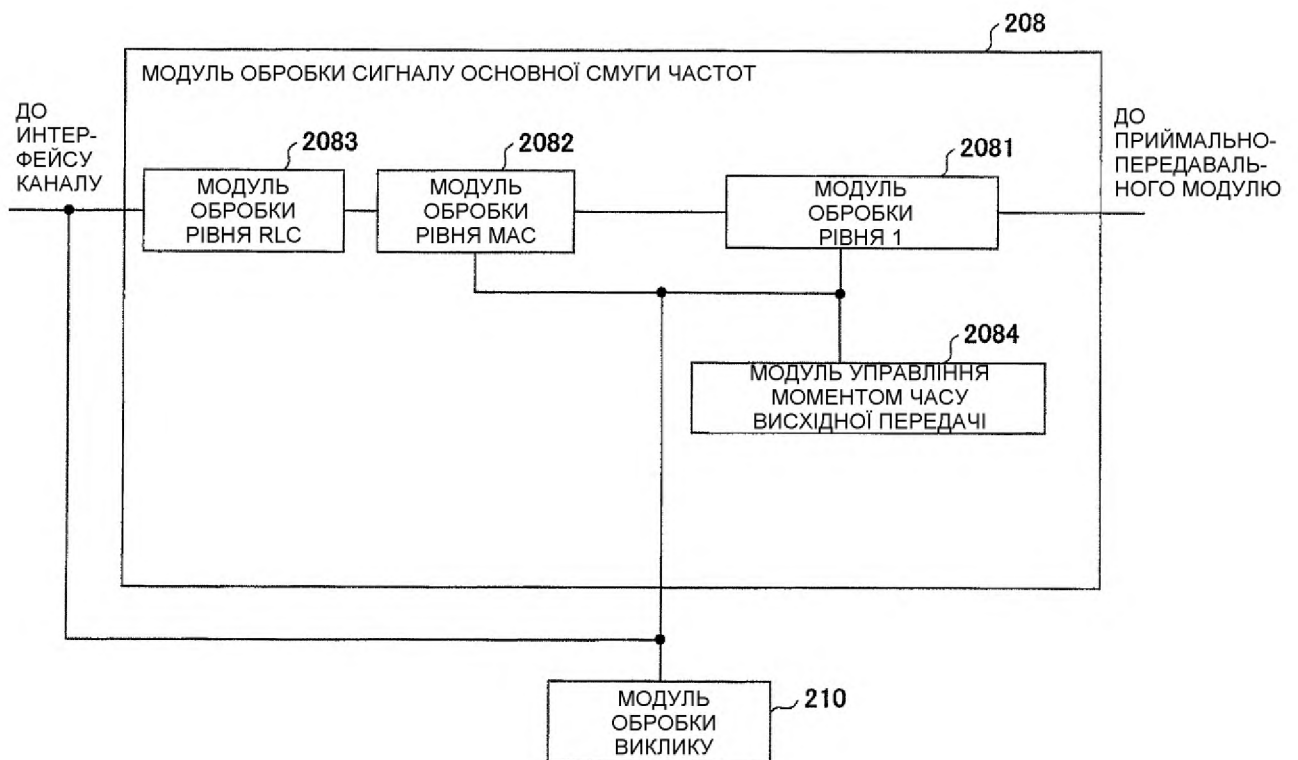 208
МОДУЛЬ ОБРОБКИ СИГНАЛУ ОСНОВНОЇ СМУГИ ЧАСТОТ
ДО
ИНТЕР-
ФЕЙСУ
КАНАЛУ
2083
МОДУЛЬ
ОБРОБКИ
РІВНЯ RLC
2082
МОДУЛЬ
ОБРОБКИ
РІВНЯ MAC
2081
МОДУЛЬ
ОБРОБКИ
РІВНЯ 1
ДО
ПРИЙМАЛЬНО-
ПЕРЕДАВАЛЬ-
НОГО МОДУЛЮ
2084
МОДУЛЬ УПРАВЛІННЯ
МОМЕНТОМ ЧАСУ
ВИСХІДНОЇ ПЕРЕДАЧІ
МОДУЛЬ
ОБРОБКИ
ВИКЛИКУ
210